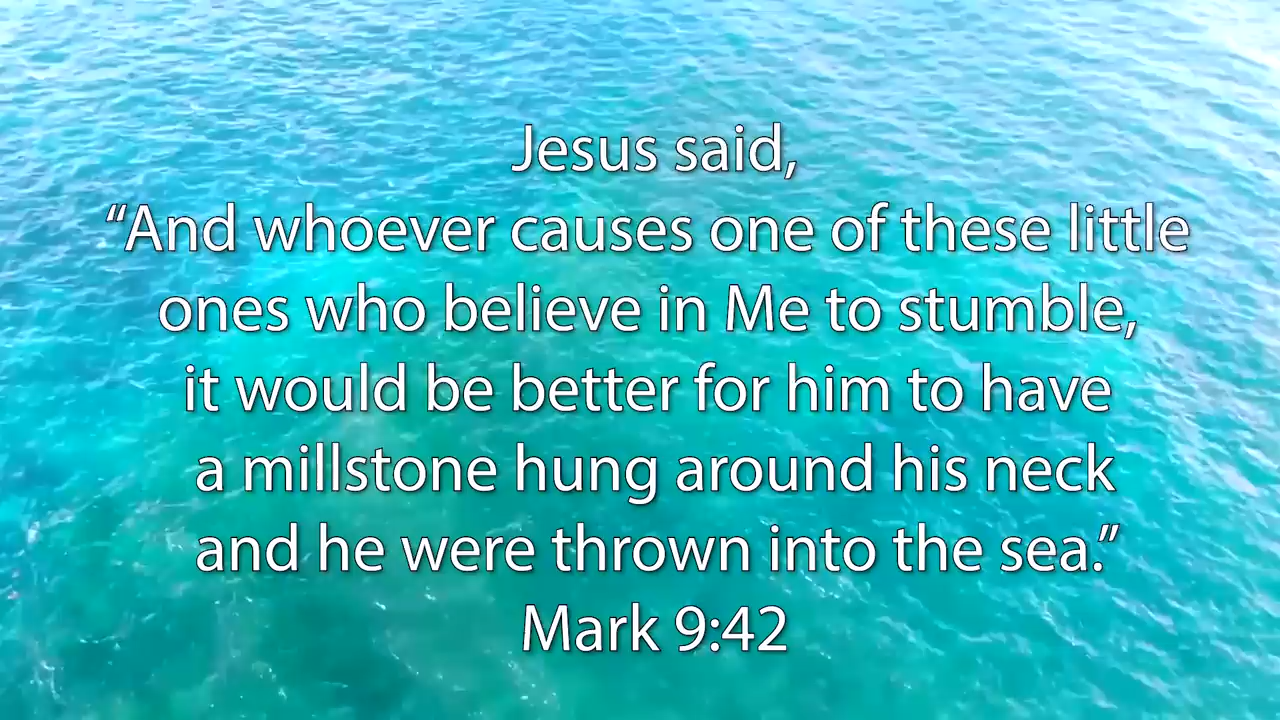 Jesus said,
“And whoever causes one of these little
ones who believe in Me to stumble,
it would be better for him to have
a millstone hung around his neck
and he were thrown into the sea.”
Mark 9:42